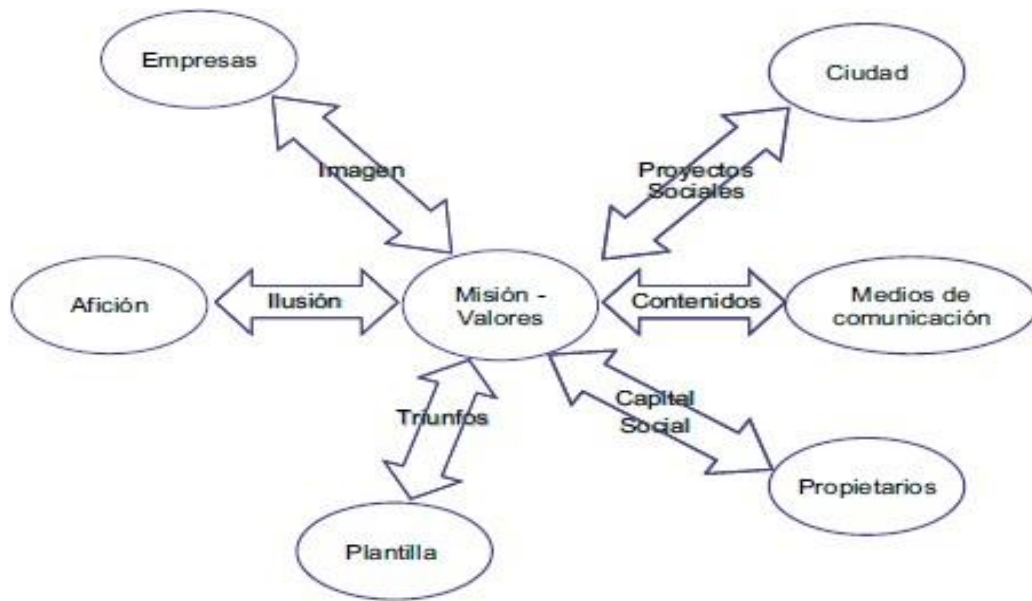 Empresas
Ciudad
Imagen
Proyectos
Sociales
Afición
Ilusión
Misión -
Valores
Contenidos
Medios de
comunicación
Triunfos
Capital
Social
Propietarios
Plantilla